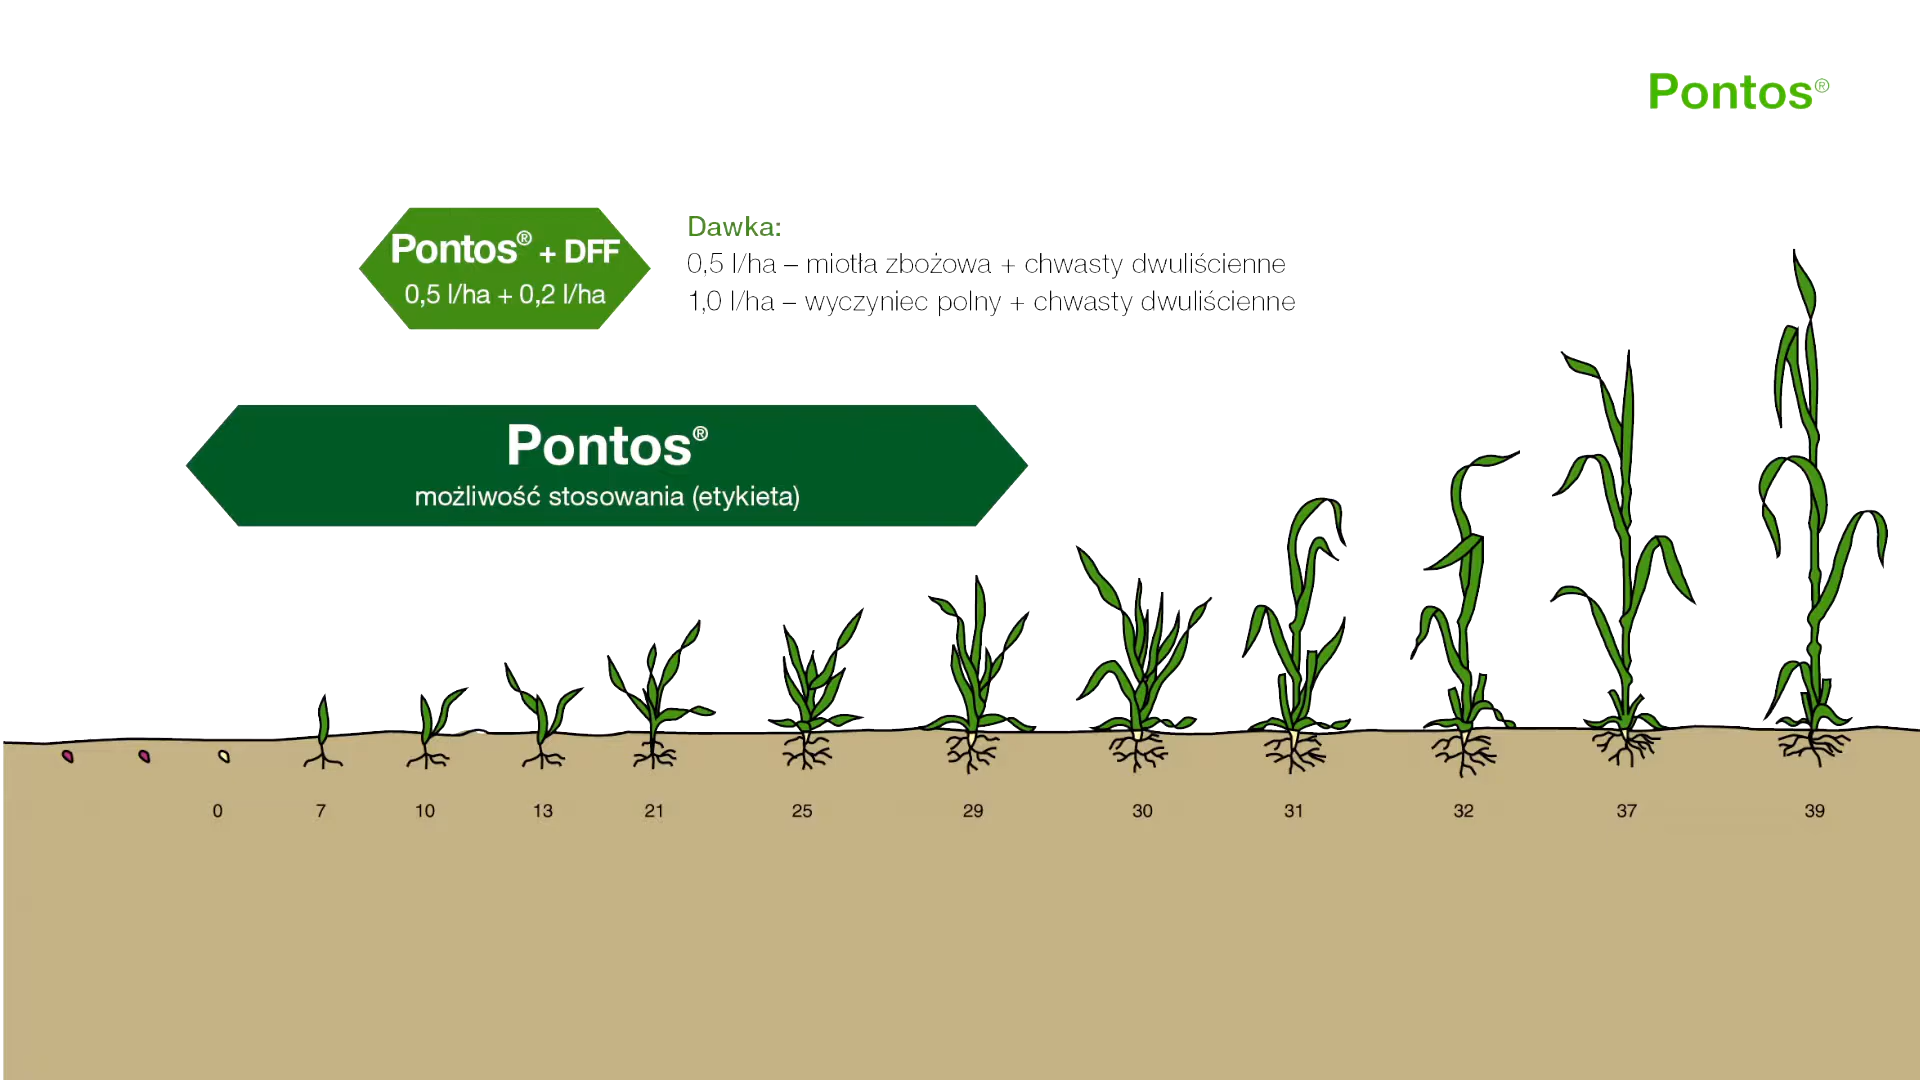 Pontos®
Pontos® + DFF
0,5 l/ha + 0,2 l/ha
Dawka:
0,5 l/ha – miotła zbożowa + chwasty dwuliścienne
1,0 l/ha – wyczyniec polny + chwasty dwuliścienne
Pontos®
możliwość stosowania (etykieta)
0 7 10 13 21 25 29 30 31 32 37 39